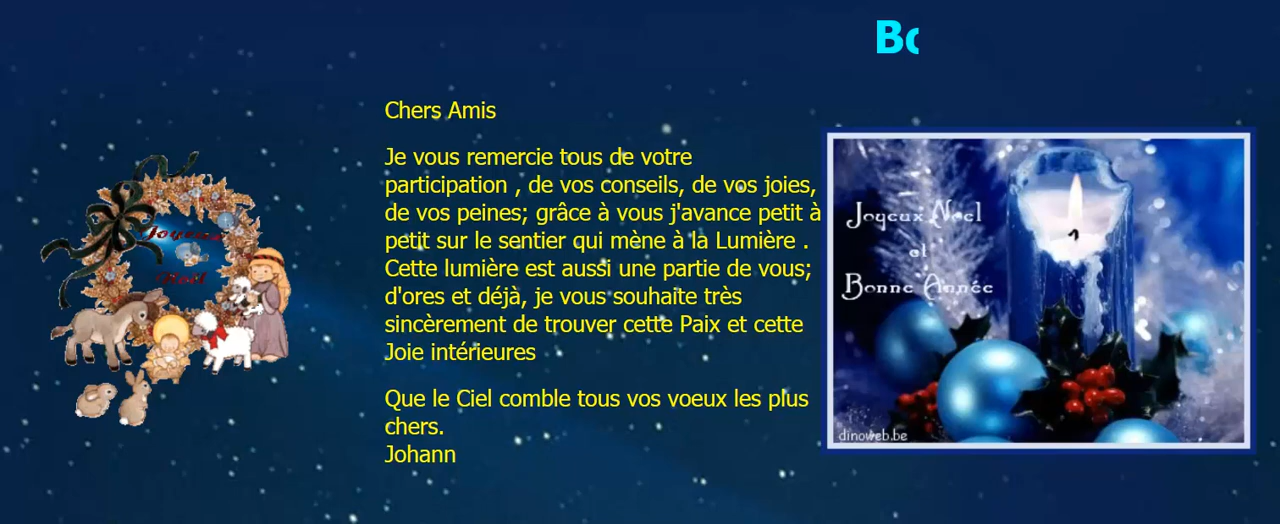 Chers Amis
Je vous remercie tous de votre
participation , de vos conseils, de vos joies,
de vos peines; grâce à vous j'avance petit à
petit sur le sentier qui mène à la Lumière .
Cette lumière est aussi une partie de vous;
d'ores et déjà, je vous souhaite très
sincèrement de trouver cette Paix et cette
Joie intérieures
Que le Ciel comble tous vos voeux les plus
chers.
Johann
Joyeux
Noël
Joyeux Noel
et
Bonne Année
dinoweb.be